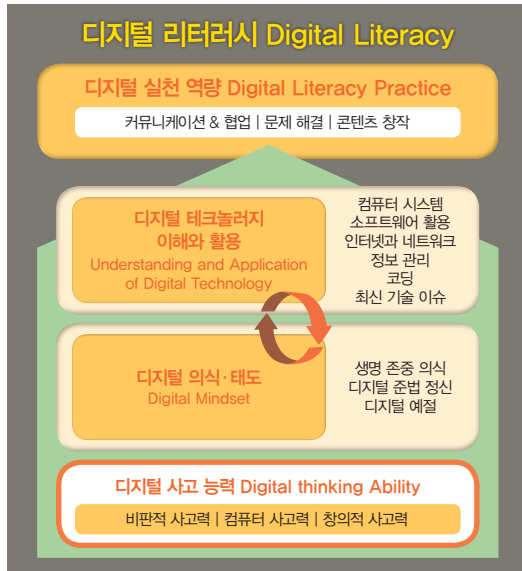 디지털 리터러시 Digital Literacy
디지털 실천 역량 Digital Literacy Practice
커뮤니케이션 & 협업 | 문제 해결 | 콘텐츠 창작
디지털 테크놀러지
이해와 활용
Understanding and Application
of Digital Technology
컴퓨터 시스템
소프트웨어 활용
인터넷과 네트워크
정보 관리
코딩
최신 기술 이슈
디지털 의식·태도
Digital Mindset
생명 존중 의식
디지털 준법 정신
디지털 예절
디지털 사고 능력 Digital thinking Ability
비판적 사고력 | 컴퓨터 사고력 | 창의적 사고력